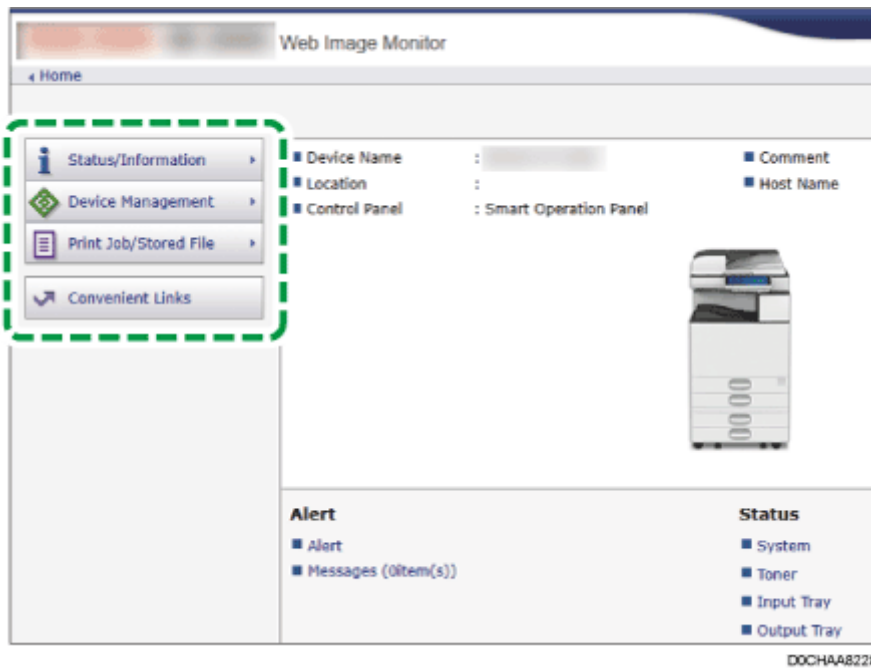 Web Image Monitor
Home
Status/Information
Device Management
Print Job/Stored File
Convenient Links
Device Name :
Location :
Control Panel : Smart Operation Panel
Comment
Host Name
Alert
Alert
Messages (0item(s))
Status
System
Toner
Input Tray
Output Tray